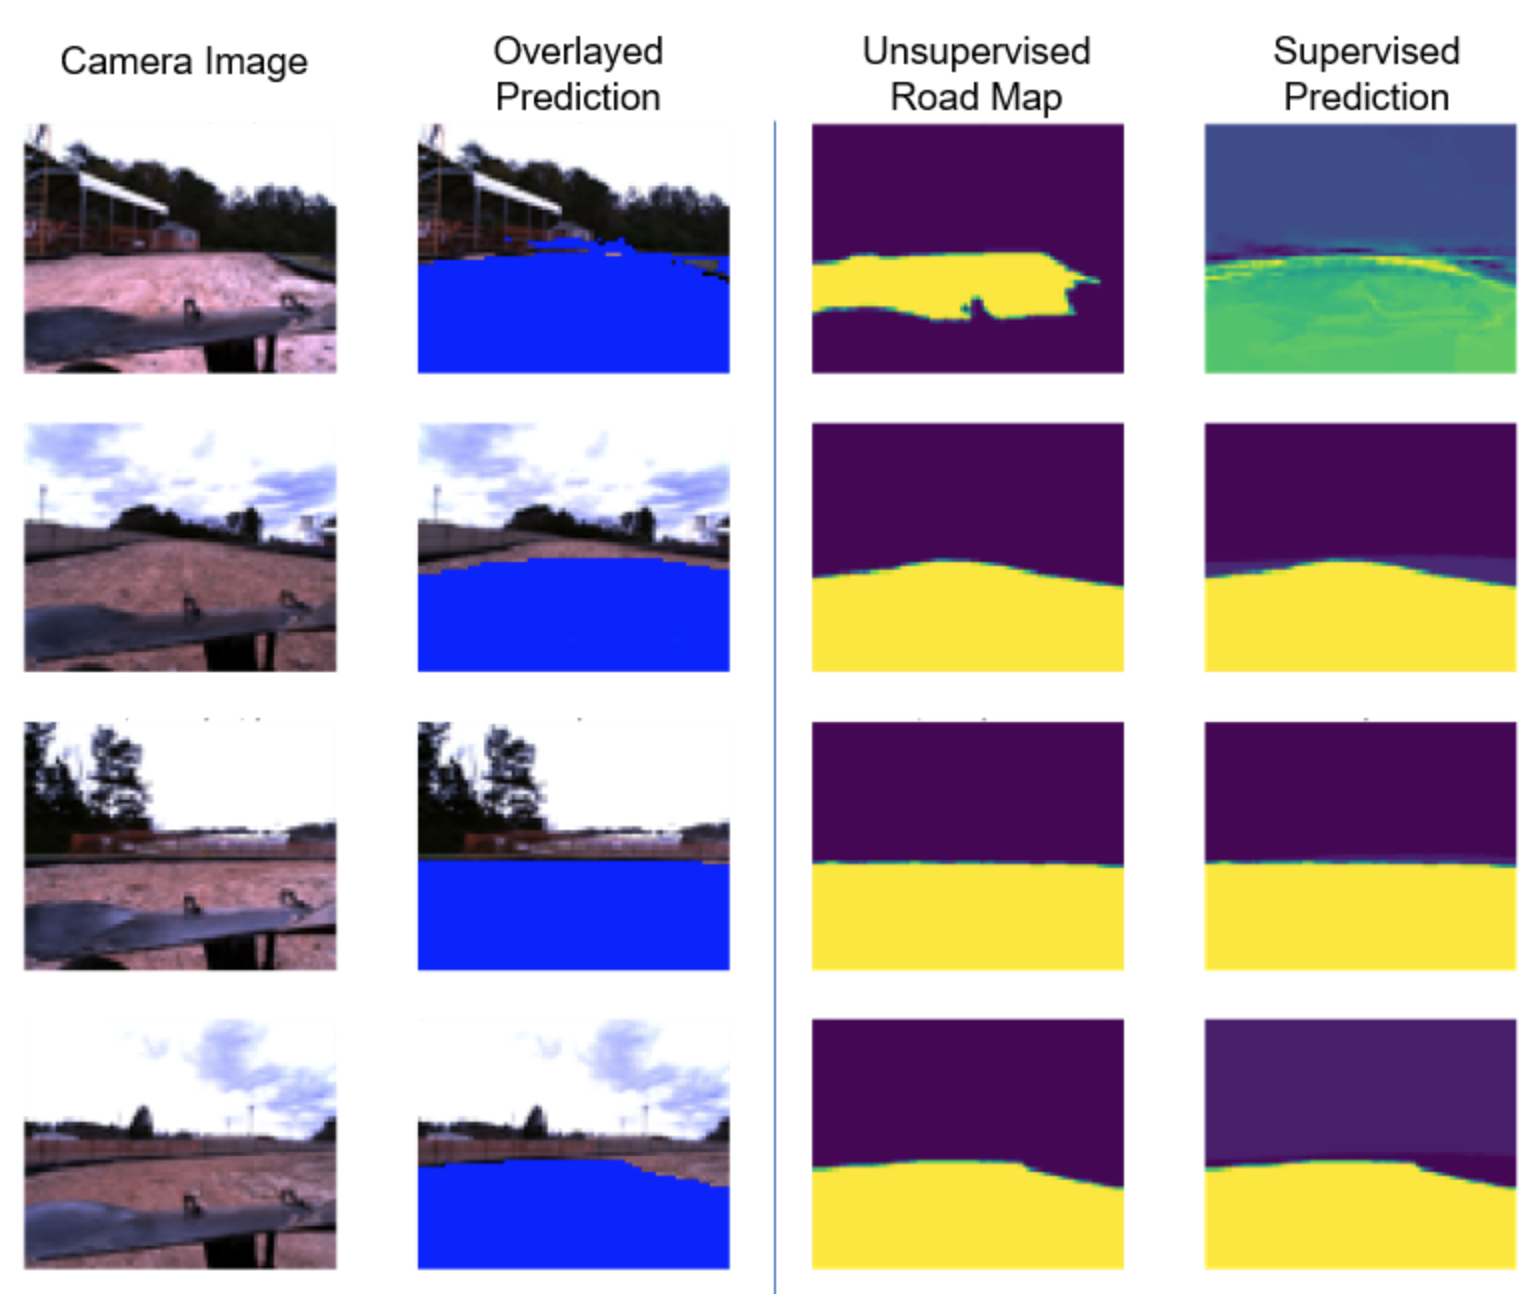 Camera Image
Overlayed
Prediction
Unsupervised
Road Map
Supervised
Prediction